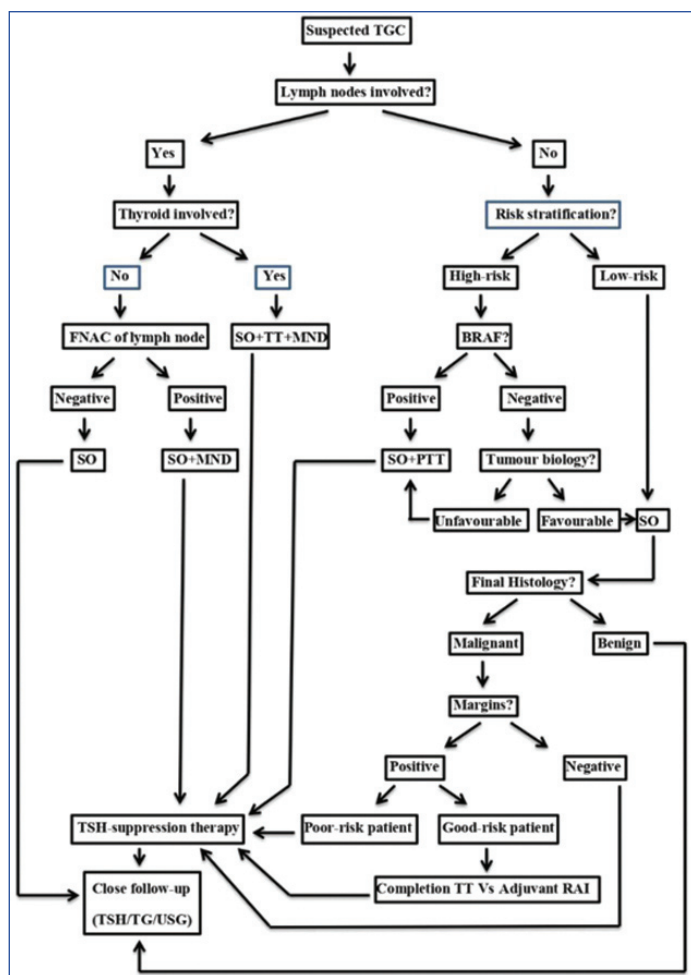 Suspected TGC
Lymph nodes involved?
Yes
No
Thyroid involved?
Risk stratification?
No
Yes
High-risk
Low-risk
FNAC of lymph node
SO+TT+MND
BRAF?
Negative
Positive
Positive
Negative
SO
SO+MND
SO+PTT
Tumour biology?
Unfavourable
Favourable
SO
Final Histology?
Malignant
Benign
Margins?
Positive
Negative
TSH-suppression therapy
Poor-risk patient
Good-risk patient
Close follow-up
(TSH/TG/USG)
Completion TT Vs Adjuvant RAI